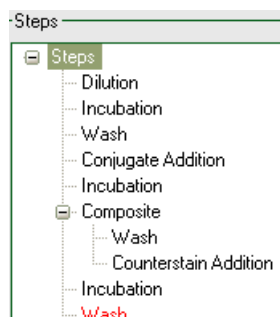 Steps
Steps
Dilution
Incubation
Wash
Conjugate Addition
Incubation
Composite
Wash
Counterstain Addition
Incubation
Wash